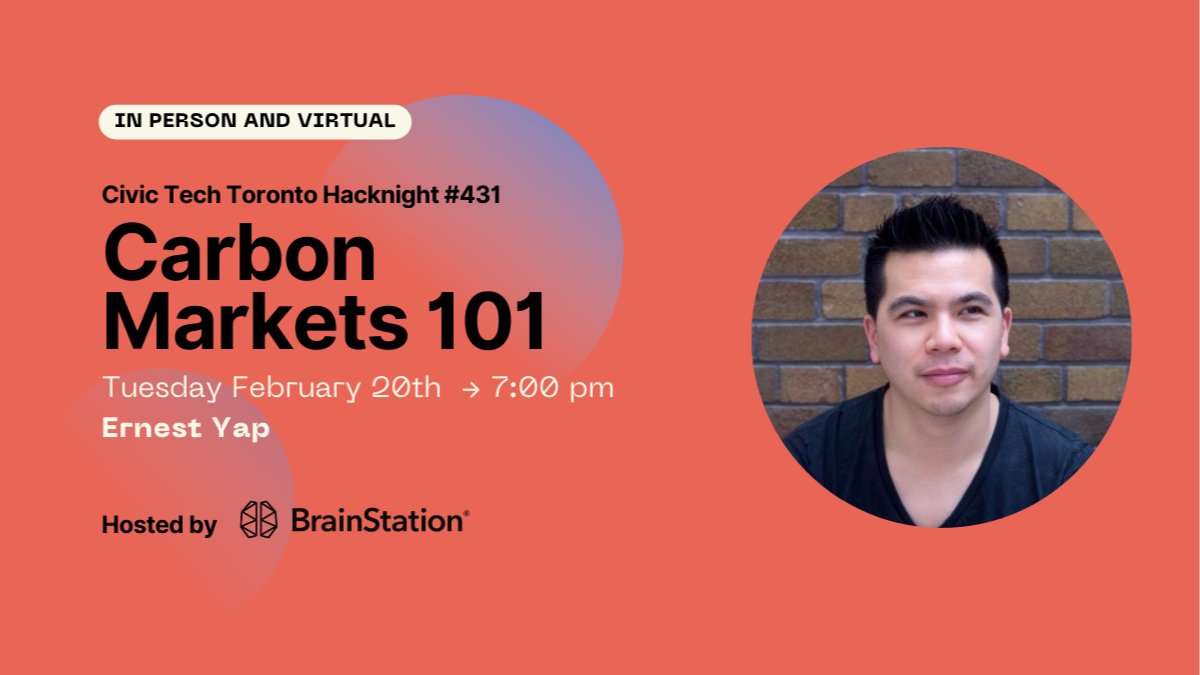 IN PERSON AND VIRTUAL
Civic Tech Toronto Hacknight #431
Carbon
Markets 101
Tuesday February 20th → 7:00 pm
Ernest Yap
Hosted by BrainStation®